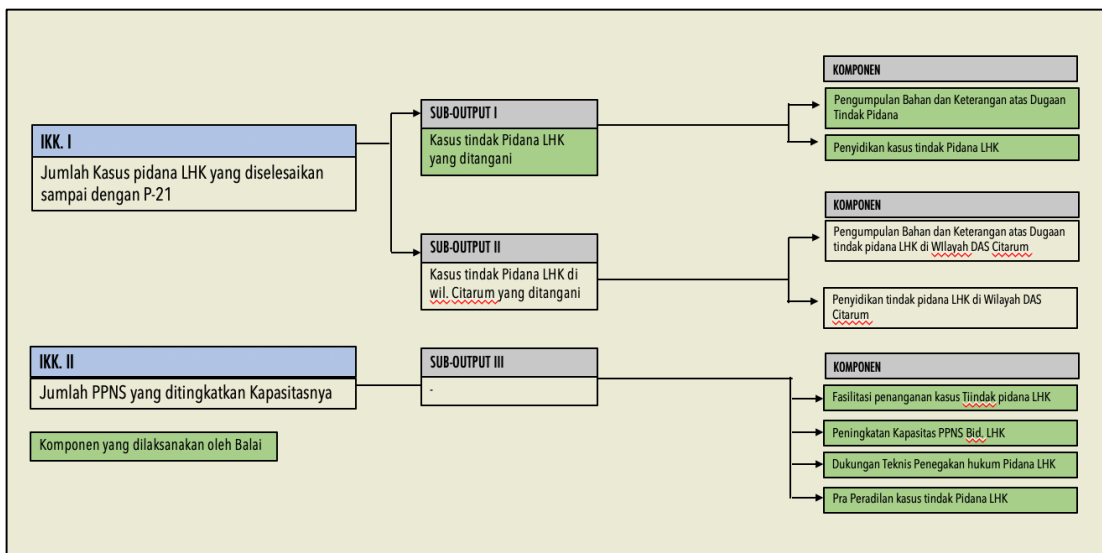 IKK. I
Jumlah Kasus pidana LHK yang diselesaikan
sampai dengan P-21
SUB-OUTPUT I
Kasus tindak Pidana LHK
yang ditangani
KOMPONEN
Pengumpulan Bahan dan Keterangan atas Dugaan
Tindak Pidana
Penyidikan kasus tindak Pidana LHK
SUB-OUTPUT II
Kasus tindak Pidana LHK di
wil. Citarum yang ditangani
KOMPONEN
Pengumpulan Bahan dan Keterangan atas Dugaan
tindak pidana LHK di WIlayah DAS Citarum
Penyidikan tindak pidana LHK di Wilayah DAS
Citarum
IKK. II
Jumlah PPNS yang ditingkatkan Kapasitasnya
SUB-OUTPUT III
-
KOMPONEN
Fasilitasi penanganan kasus Tiindak pidana LHK
Peningkatan Kapasitas PPNS Bid. LHK
Dukungan Teknis Penegakan hukum Pidana LHK
Pra Peradilan kasus tindak Pidana LHK
Komponen yang dilaksanakan oleh Balai